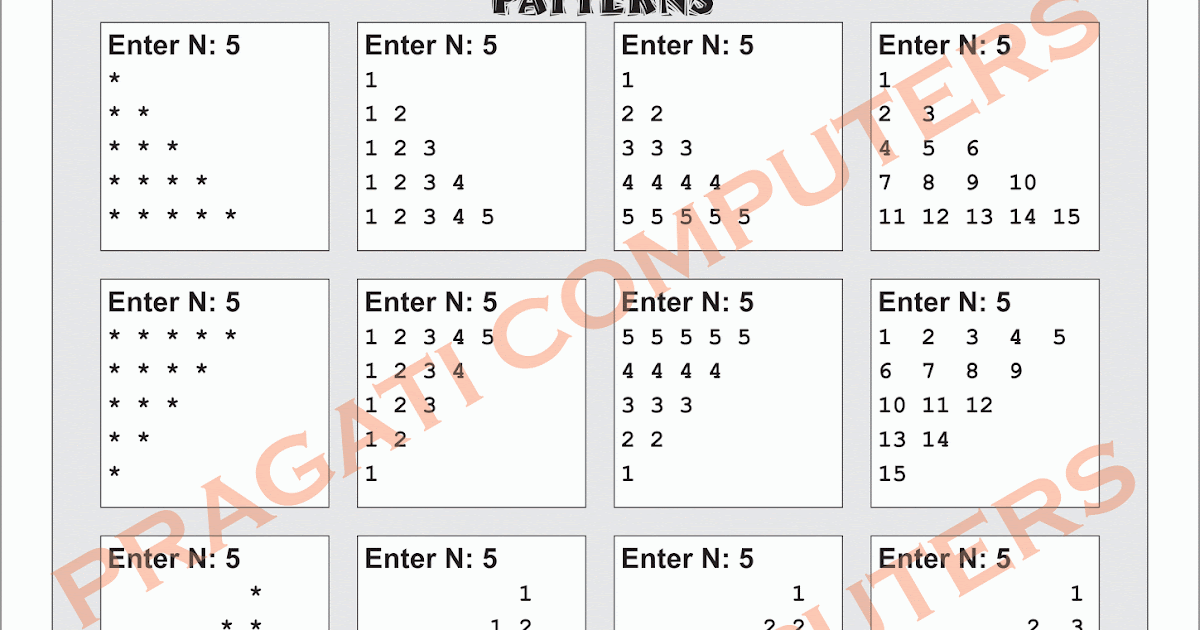 PATTERNS
Enter N: 5
*
* *
* * *
* * * *
* * * * *
Enter N: 5
1
1 2
1 2 3
1 2 3 4
1 2 3 4 5
Enter N: 5
1
2 2
3 3 3
4 4 4 4
5 5 5 5 5
Enter N: 5
1
2 3
4 5 6
7 8 9 10
11 12 13 14 15
Enter N: 5
* * * * *
* * * *
* * *
* *
*
Enter N: 5
1 2 3 4 5
1 2 3 4
1 2 3
1 2
1
Enter N: 5
5 5 5 5 5
4 4 4 4
3 3 3
2 2
1
Enter N: 5
1 2 3 4 5
6 7 8 9
10 11 12
13 14
15
Enter N: 5
*
* *
Enter N: 5
1
1 2
Enter N: 5
1
2 2
Enter N: 5
1
2 3
PRAGATI COMPUTERS
UTERS